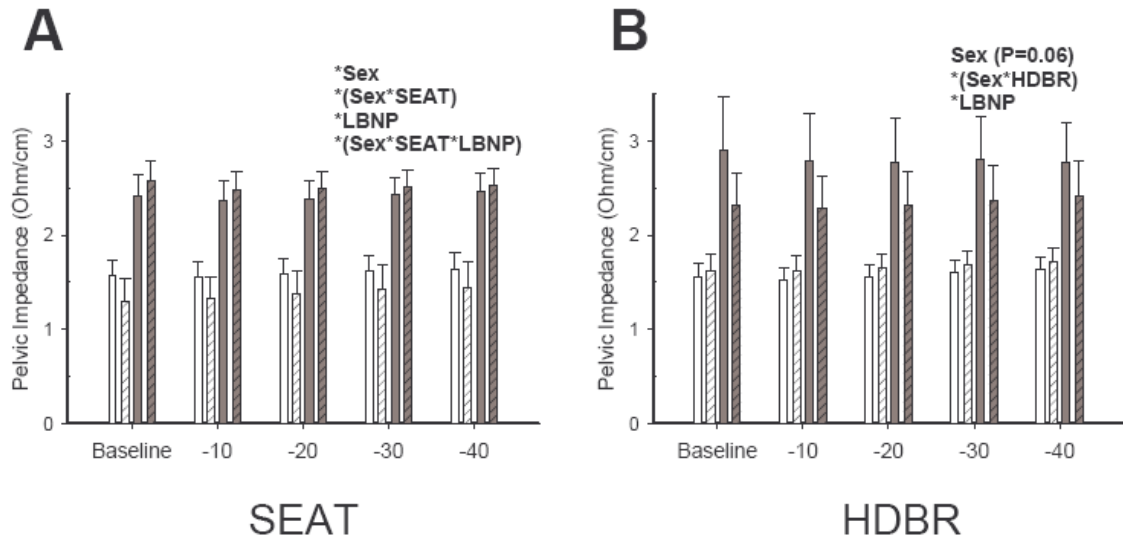 A
*Sex
*(Sex*SEAT)
*LBNP
*(Sex*SEAT*LBNP)
Pelvic Impedance (Ohm/cm)
3
2
1
0
Baseline -10 -20 -30 -40
SEAT
B
Sex (P=0.06)
*(Sex*HDBR)
*LBNP
Pelvic Impedance (Ohm/cm)
3
2
1
0
Baseline -10 -20 -30 -40
HDBR